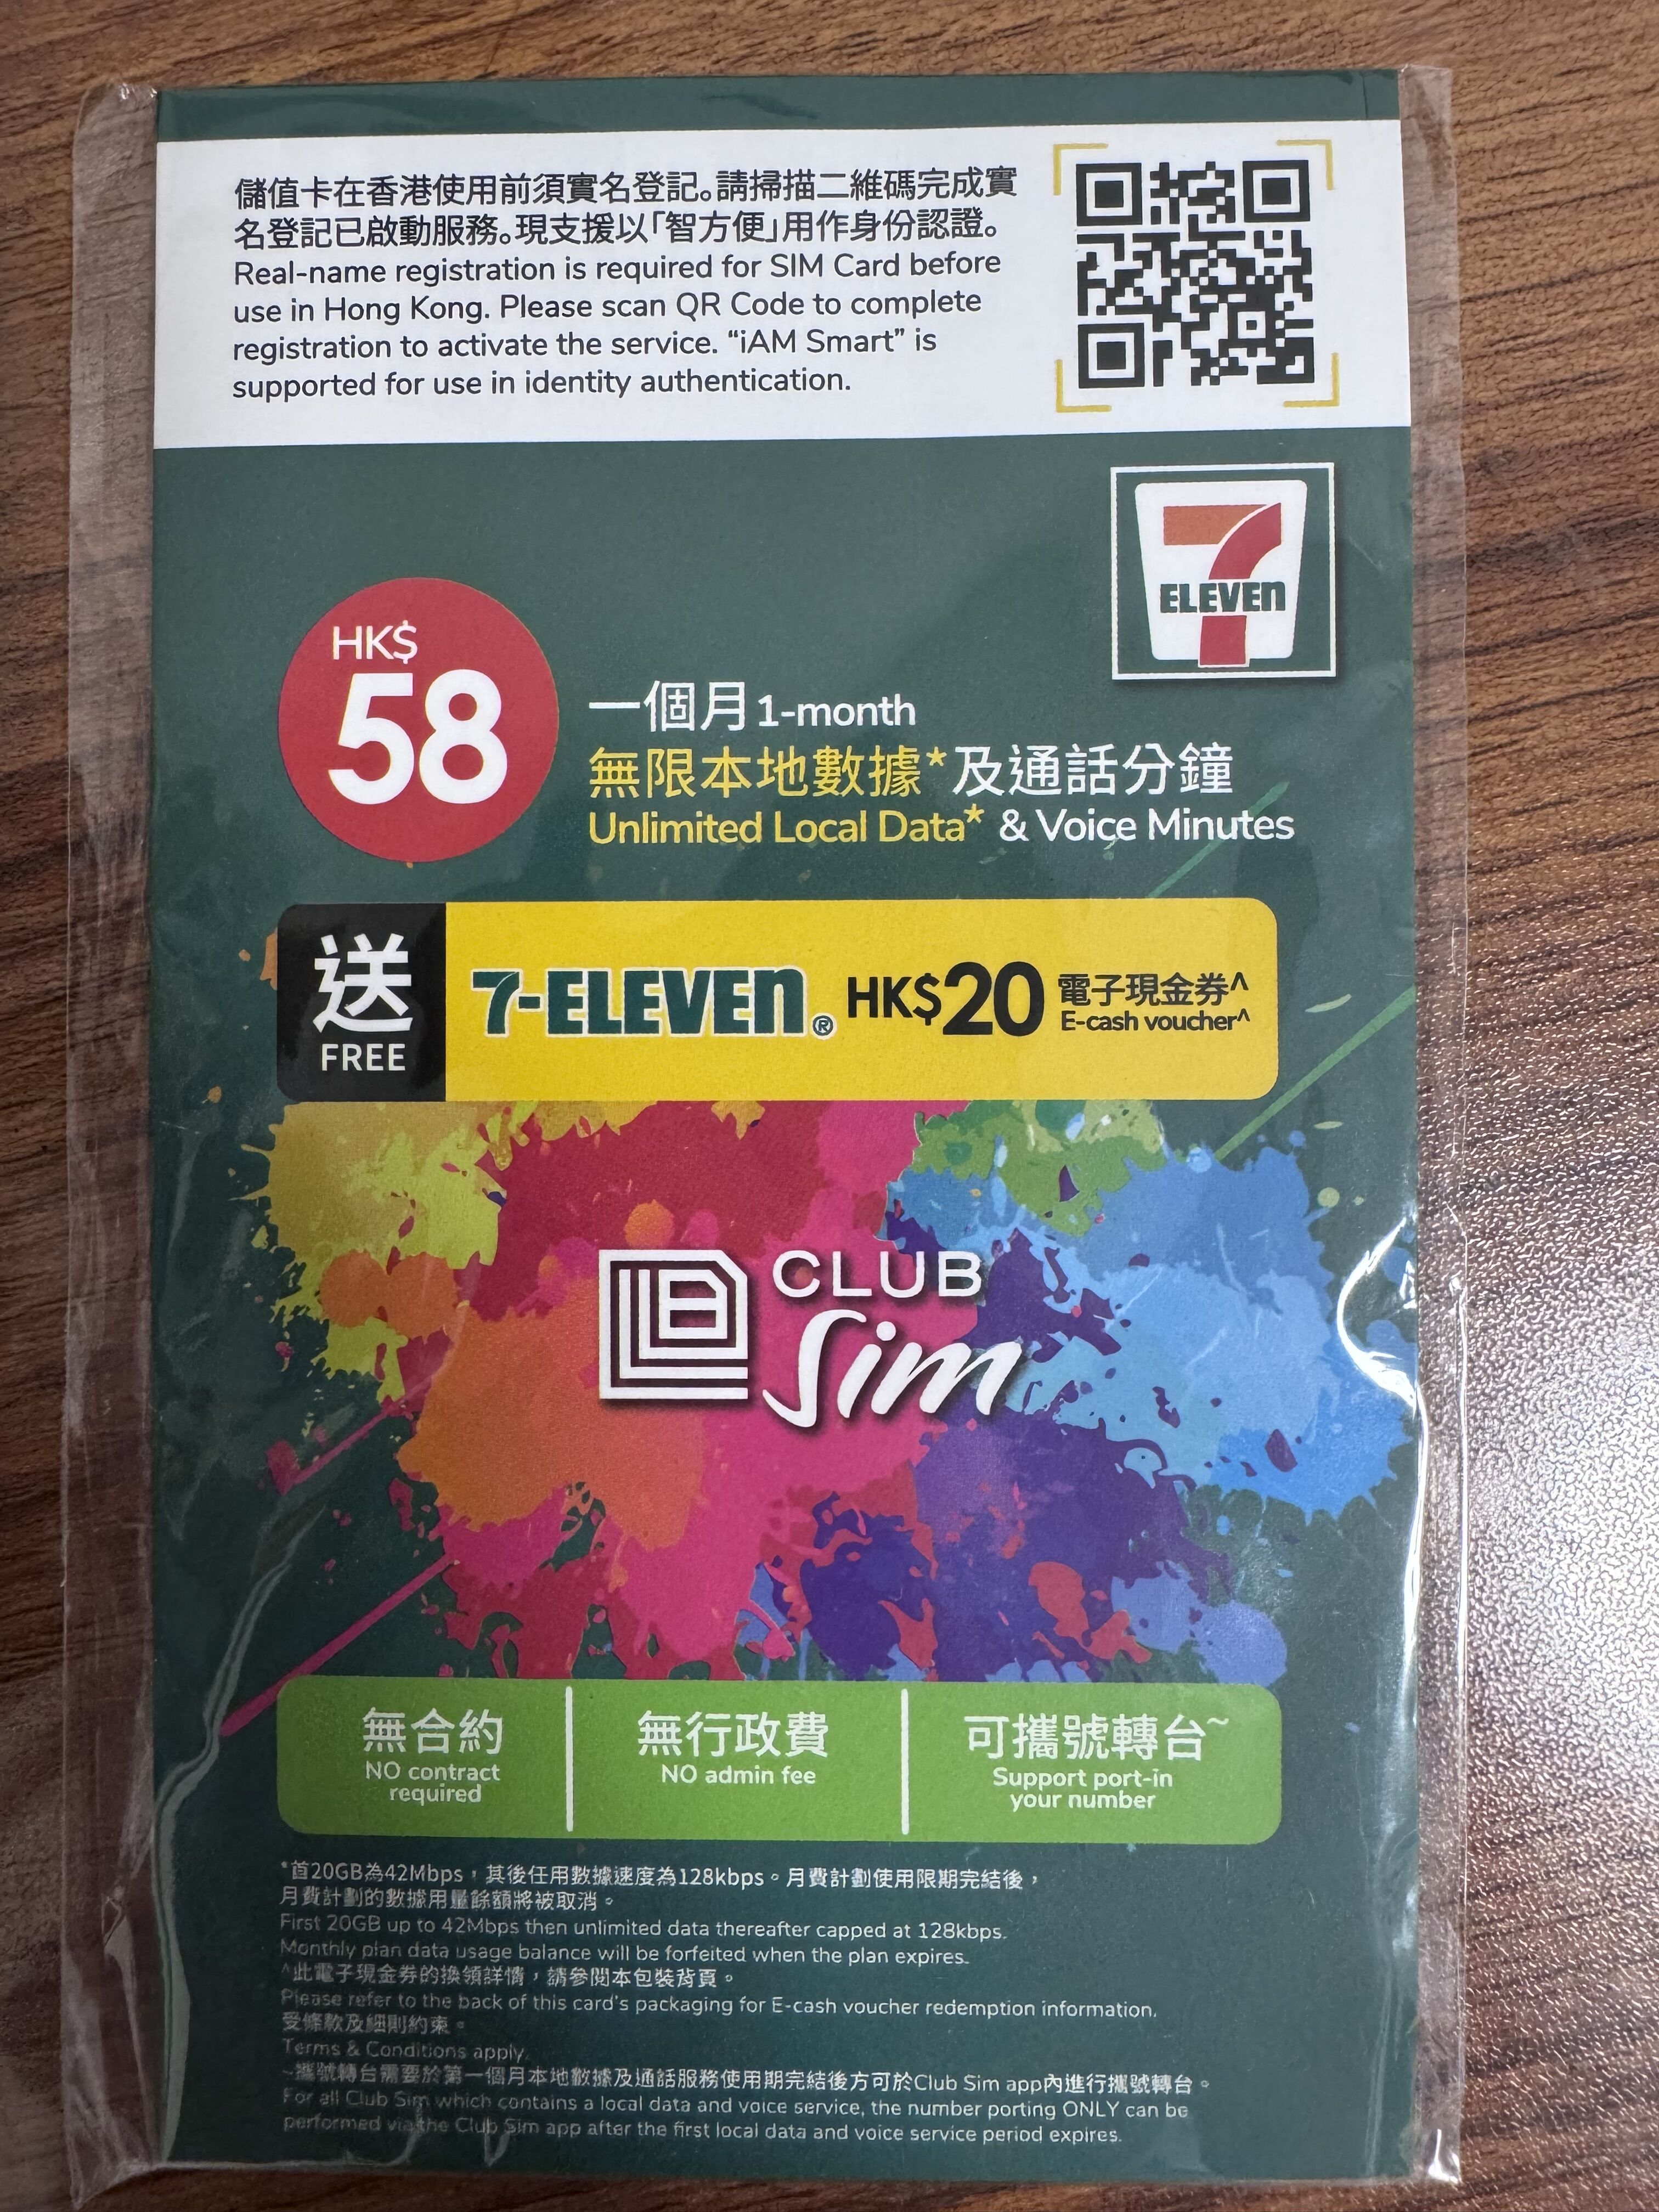 儲值卡在香港使用前須實名登記。請掃描二維碼完成實
名登記已啟動服務。現支援以「智方便」用作身份認證。
Real-name registration is required for SIM Card before
use in Hong Kong. Please scan QR Code to complete
registration to activate the service. “iAM Smart” is
supported for use in identity authentication.
7
ELEVEn
HK$
58
一個月 1-month
無限本地數據*及通話分鐘
Unlimited Local Data* & Voice Minutes
送
FREE
7-ELEVEn® HK$20 電子現金券^
E-cash voucher^
CLUB
Sim
無合約
NO contract
required
無行政費
NO admin fee
可攜號轉台~
Support port-in
your number
*首20GB為42Mbps，其後任用數據速度為128kbps。月費計劃使用限期完結後，
月費計劃的數據用量餘額將被取消。
First 20GB up to 42Mbps then unlimited data thereafter capped at 128kbps.
Monthly plan data usage balance will be forfeited when the plan expires.
^此電子現金券的換領詳情，請參閱本包裝背頁。
Please refer to the back of this card's packaging for E-cash voucher redemption information.
受條款及細則約束。
Terms & Conditions apply.
~攜號轉台需要於第一個月本地數據及通話服務使用期完結後方可於Club Sim app內進行攜號轉台。
For all Club Sim which contains a local data and voice service, the number porting ONLY can be
performed via the Club Sim app after the first local data and voice service period expires.